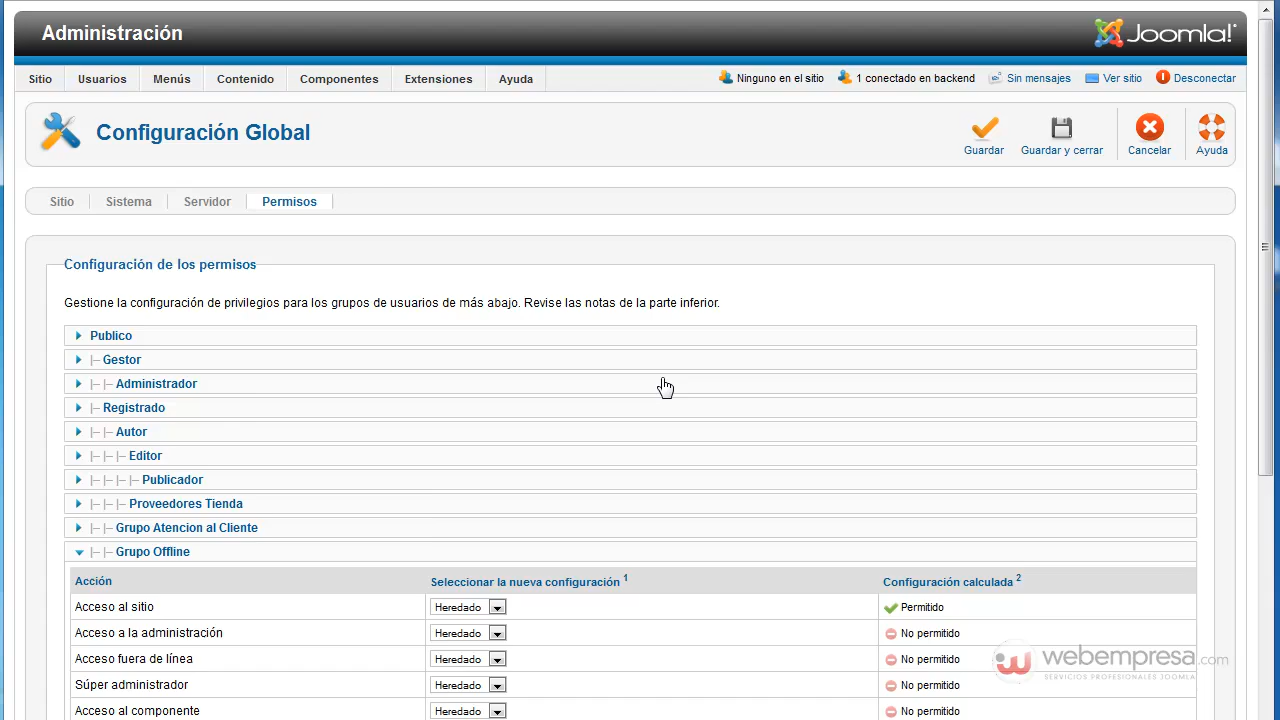 Administración
Joomla!
Sitio Usuarios Menús Contenido Componentes Extensiones Ayuda Ninguno en el sitio 1 conectado en backend Sin mensajes Ver sitio Desconectar
Configuración Global
Guardar Guardar y cerrar Cancelar Ayuda
Sitio Sistema Servidor Permisos
Configuración de los permisos
Gestione la configuración de privilegios para los grupos de usuarios de más abajo. Revise las notas de la parte inferior.
Publico
|– Gestor
|– |– Administrador
|– Registrado
|– |– Autor
|– |– |– Editor
|– |– |– |– Publicador
|– |– |– Proveedores Tienda
|– |– Grupo Atencion al Cliente
|– |– Grupo Offline
Acción Seleccionar la nueva configuración 1 Configuración calculada 2
Acceso al sitio Heredado Permitido
Acceso a la administración Heredado No permitido
Acceso fuera de línea Heredado No permitido
Súper administrador Heredado No permitido
Acceso al componente Heredado No permitido
webempresa.com
SERVICIOS PROFESIONALES JOOMLA